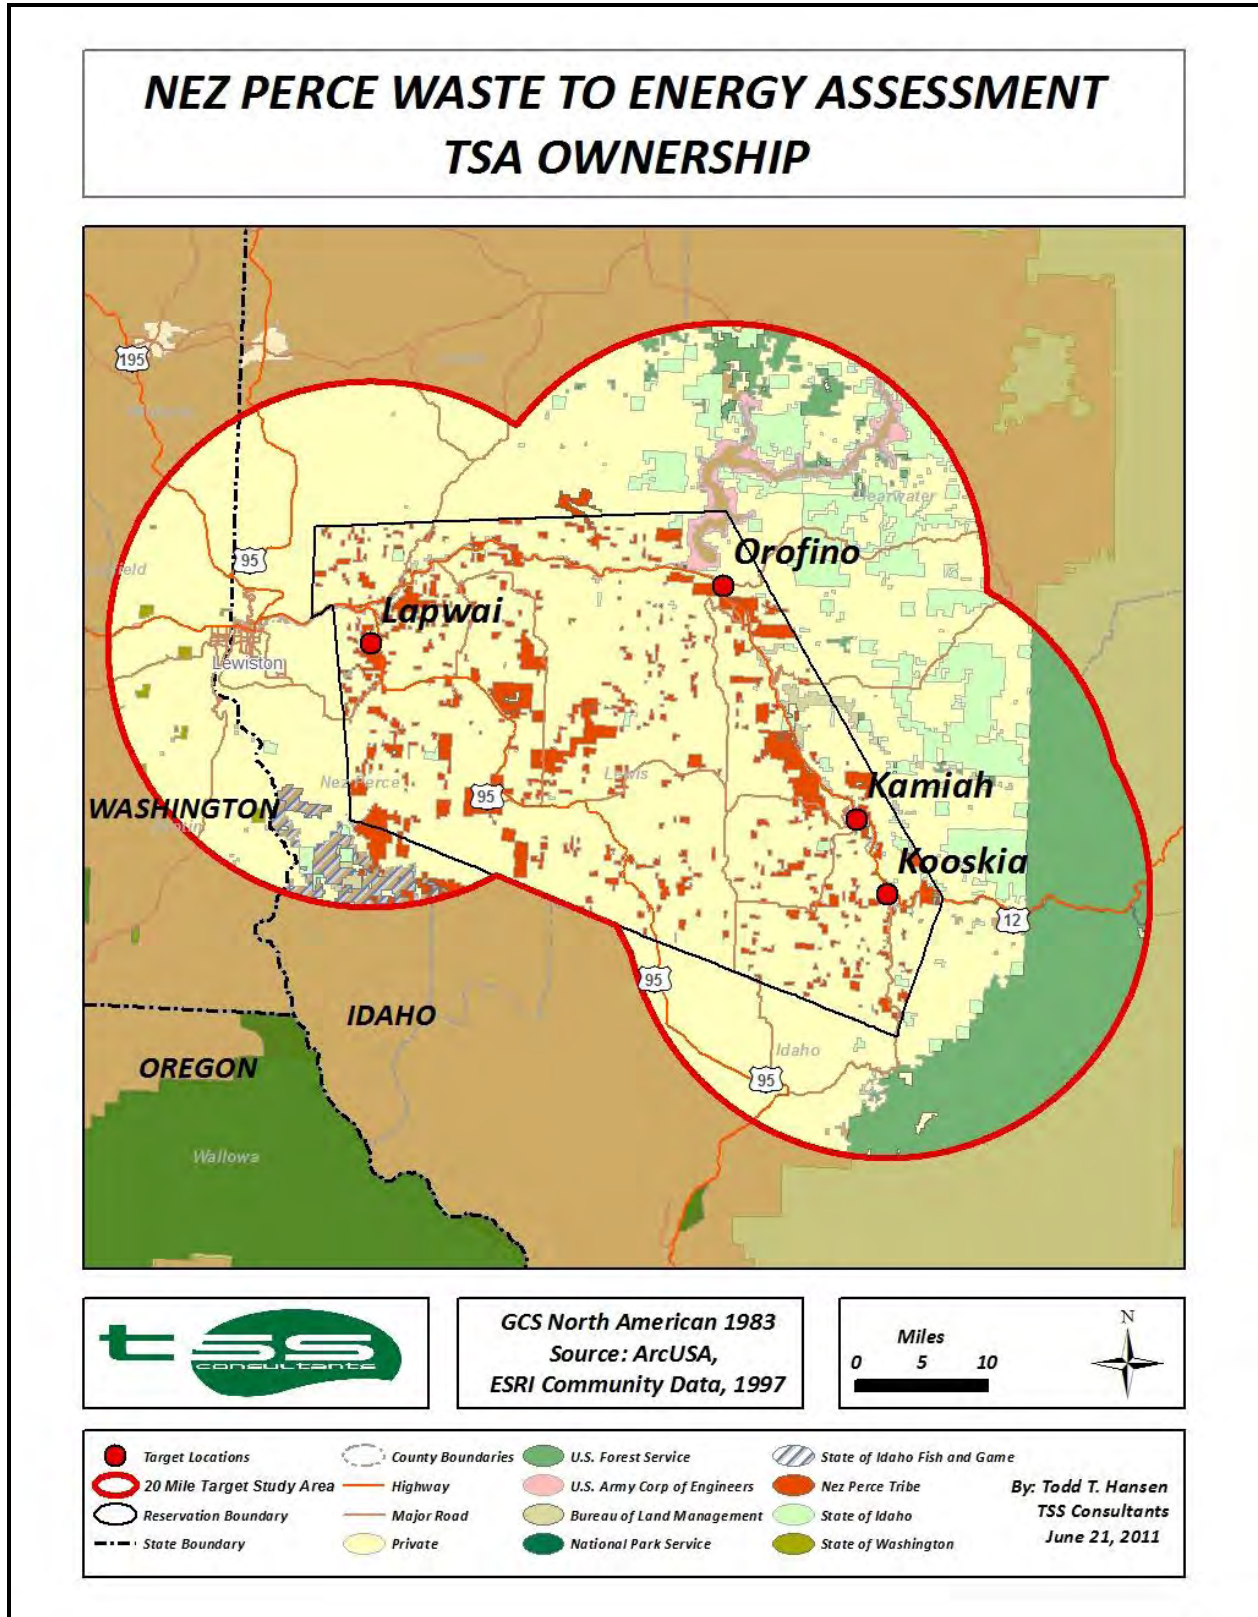 NEZ PERCE WASTE TO ENERGY ASSESSMENT
TSA OWNERSHIP
195
Clearwater
Orofino
95
Lapwai
Lewiston
Kamiah
Lewis
Nez Perce
95
WASHINGTON
Kooskia
12
95
IDAHO
Idaho
OREGON
95
Wallowa
tss
CONSULTANTS
GCS North American 1983
Source: ArcUSA,
ESRI Community Data, 1997
Miles
0 5 10
N
Target Locations
20 Mile Target Study Area
Reservation Boundary
State Boundary
County Boundaries
Highway
Major Road
Private
U.S. Forest Service
U.S. Army Corp of Engineers
Bureau of Land Management
National Park Service
State of Idaho Fish and Game
Nez Perce Tribe
State of Idaho
State of Washington
By: Todd T. Hansen
TSS Consultants
June 21, 2011